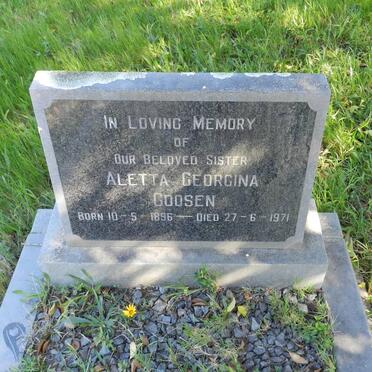 IN LOVING MEMORY
OF
OUR BELOVED SISTER
ALETTA GEORGINA
GOOSEN
BORN 10-5-1896 — DIED 27-6-1971